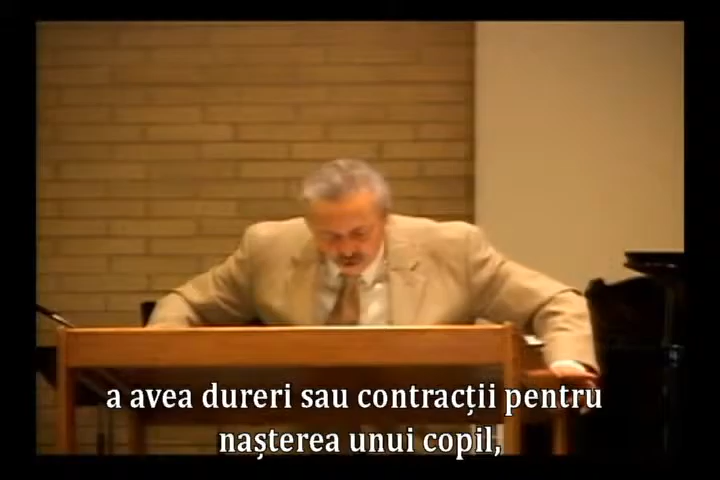 a avea dureri sau contracții pentru
nașterea unui copil,